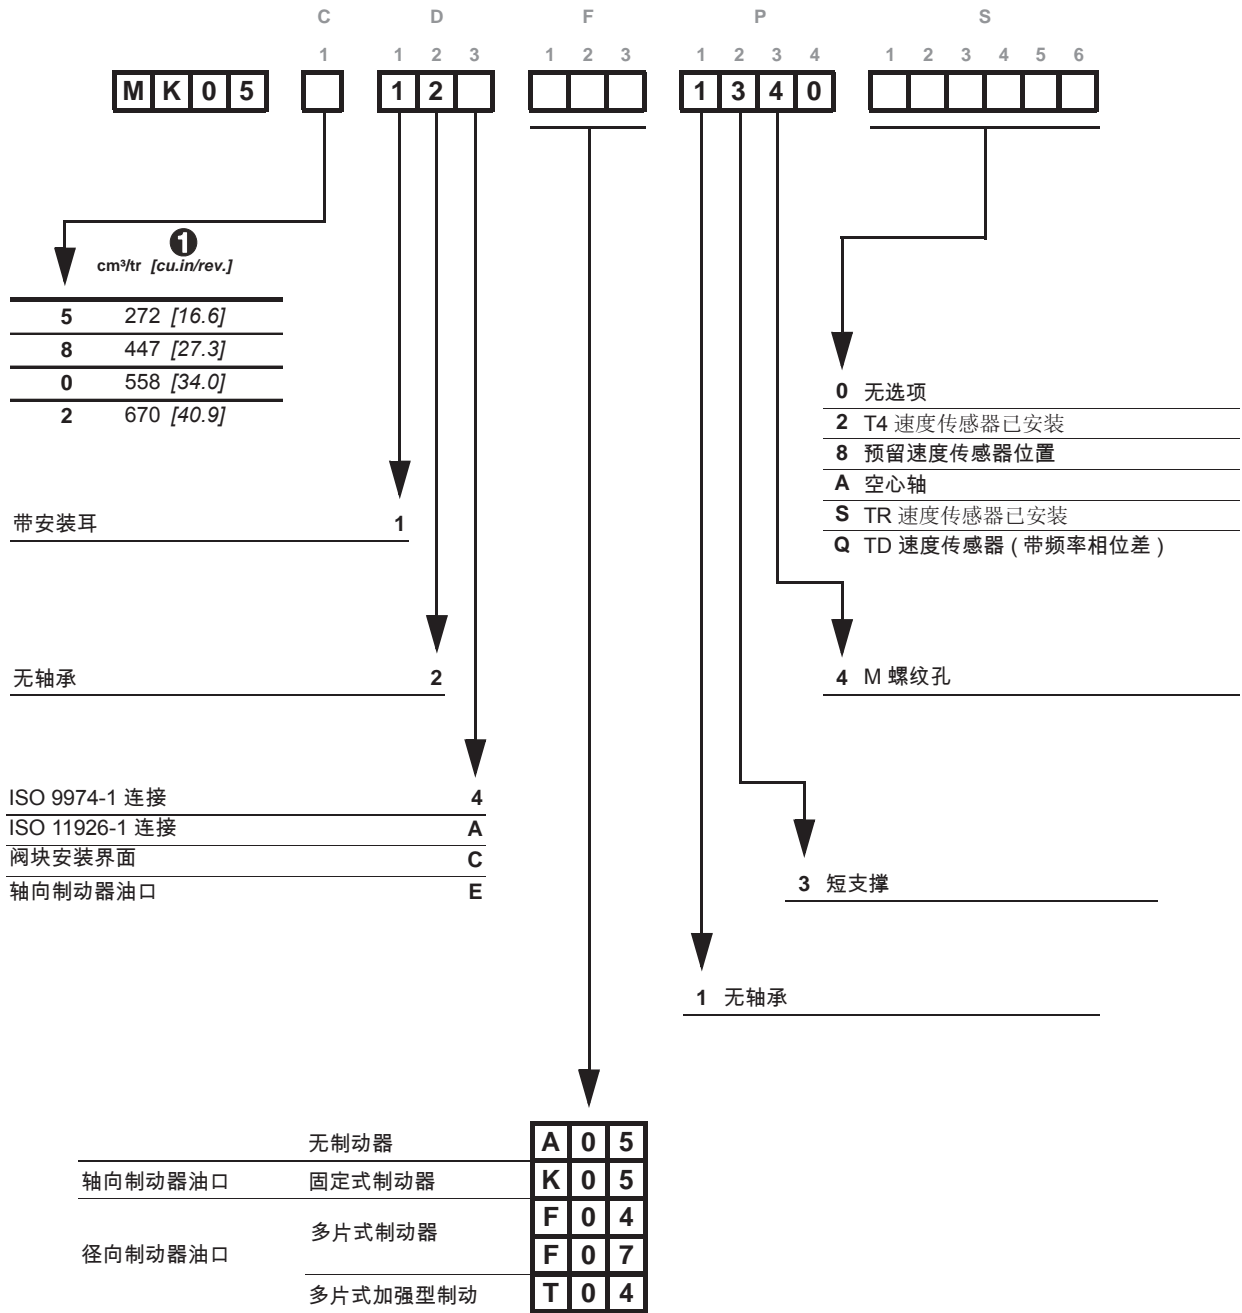 C D F P S
1 1 2 3 1 2 3 1 2 3 4 1 2 3 4 5 6
M K 0 5 1 2 1 3 4 0
1
cm³/tr [cu.in/rev.]
5 272 [16.6]
8 447 [27.3]
0 558 [34.0]
2 670 [40.9]
0 无选项
2 T4 速度传感器已安装
8 预留速度传感器位置
A 空心轴
S TR 速度传感器已安装
Q TD 速度传感器 ( 带频率相位差 )
带安装耳 1
无轴承 2
4 M 螺纹孔
ISO 9974-1 连接 4
ISO 11926-1 连接 A
阀块安装界面 C
轴向制动器油口 E
3 短支撑
1 无轴承
无制动器 A 0 5
轴向制动器油口 固定式制动器 K 0 5
径向制动器油口 多片式制动器 F 0 4
F 0 7
多片式加强型制动 T 0 4